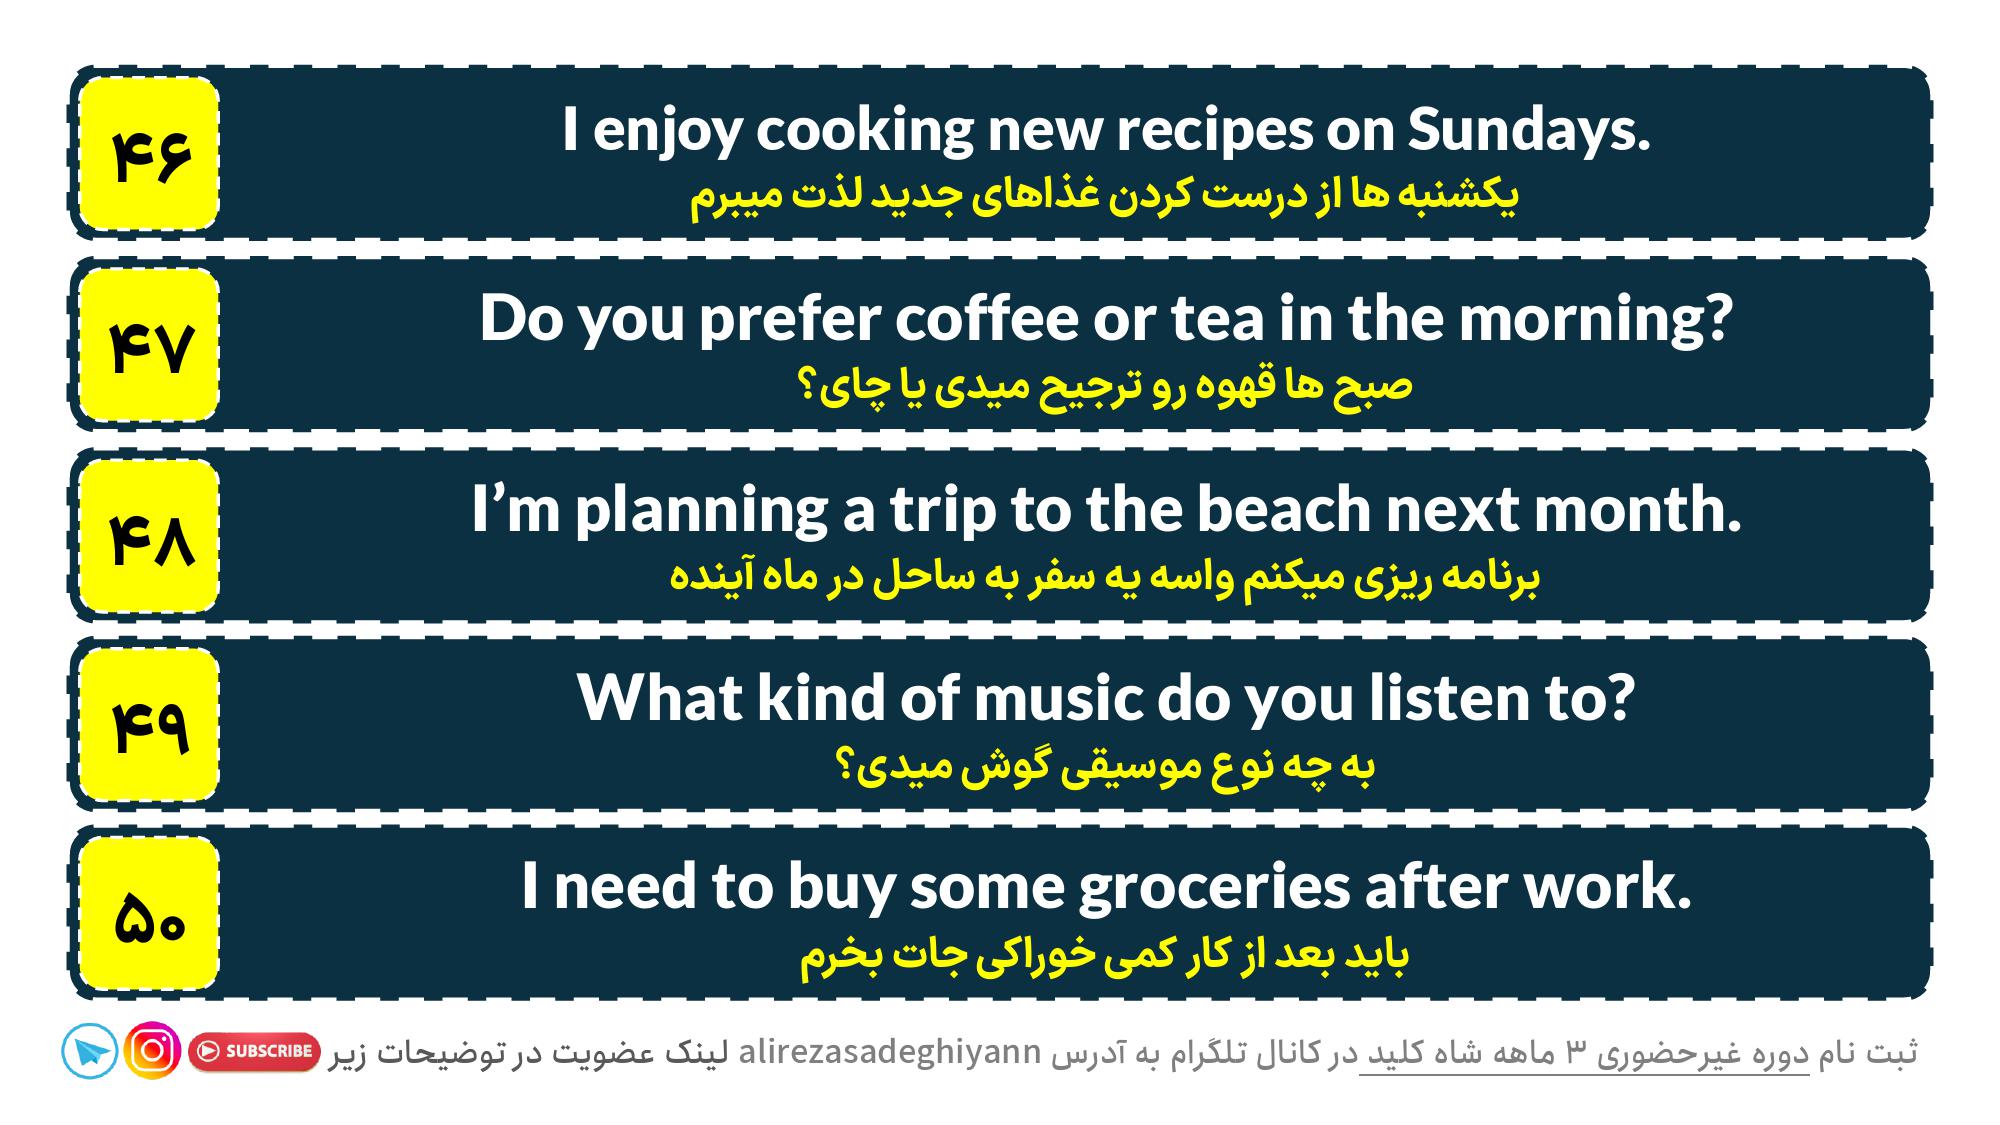 ۴۶
I enjoy cooking new recipes on Sundays.
یکشنبه ها از درست کردن غذاهای جدید لذت میبرم
۴۷
Do you prefer coffee or tea in the morning?
صبح ها قهوه رو ترجیح میدی یا چای؟
۴۸
I’m planning a trip to the beach next month.
برنامه ریزی میکنم واسه یه سفر به ساحل در ماه آینده
۴۹
What kind of music do you listen to?
به چه نوع موسیقی گوش میدی؟
۵۰
I need to buy some groceries after work.
باید بعد از کار کمی خوراکی جات بخرم
ثبت نام دوره غیرحضوری ۳ ماهه شاه کلید در کانال تلگرام به آدرس alirezasadeghiyann لینک عضویت در توضیحات زیر
SUBSCRIBE